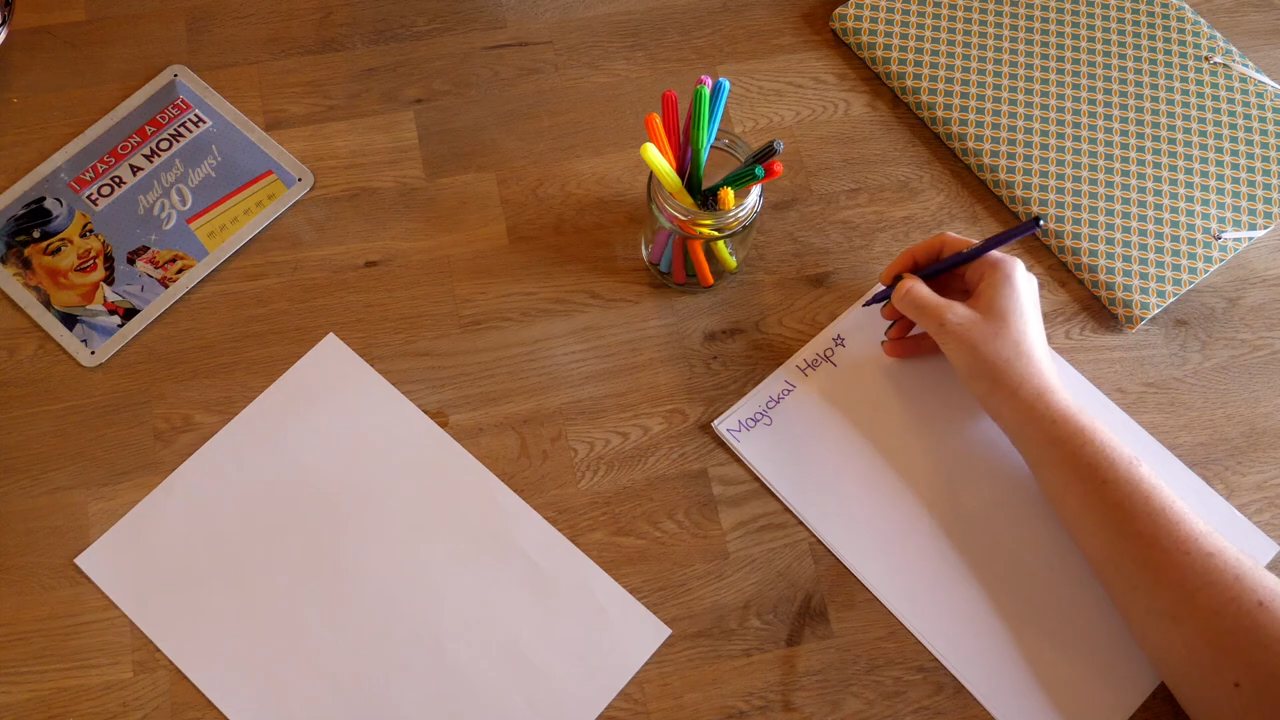 I WAS ON A DIET
FOR A MONTH
And lost
30 days!
Magickal Help☆